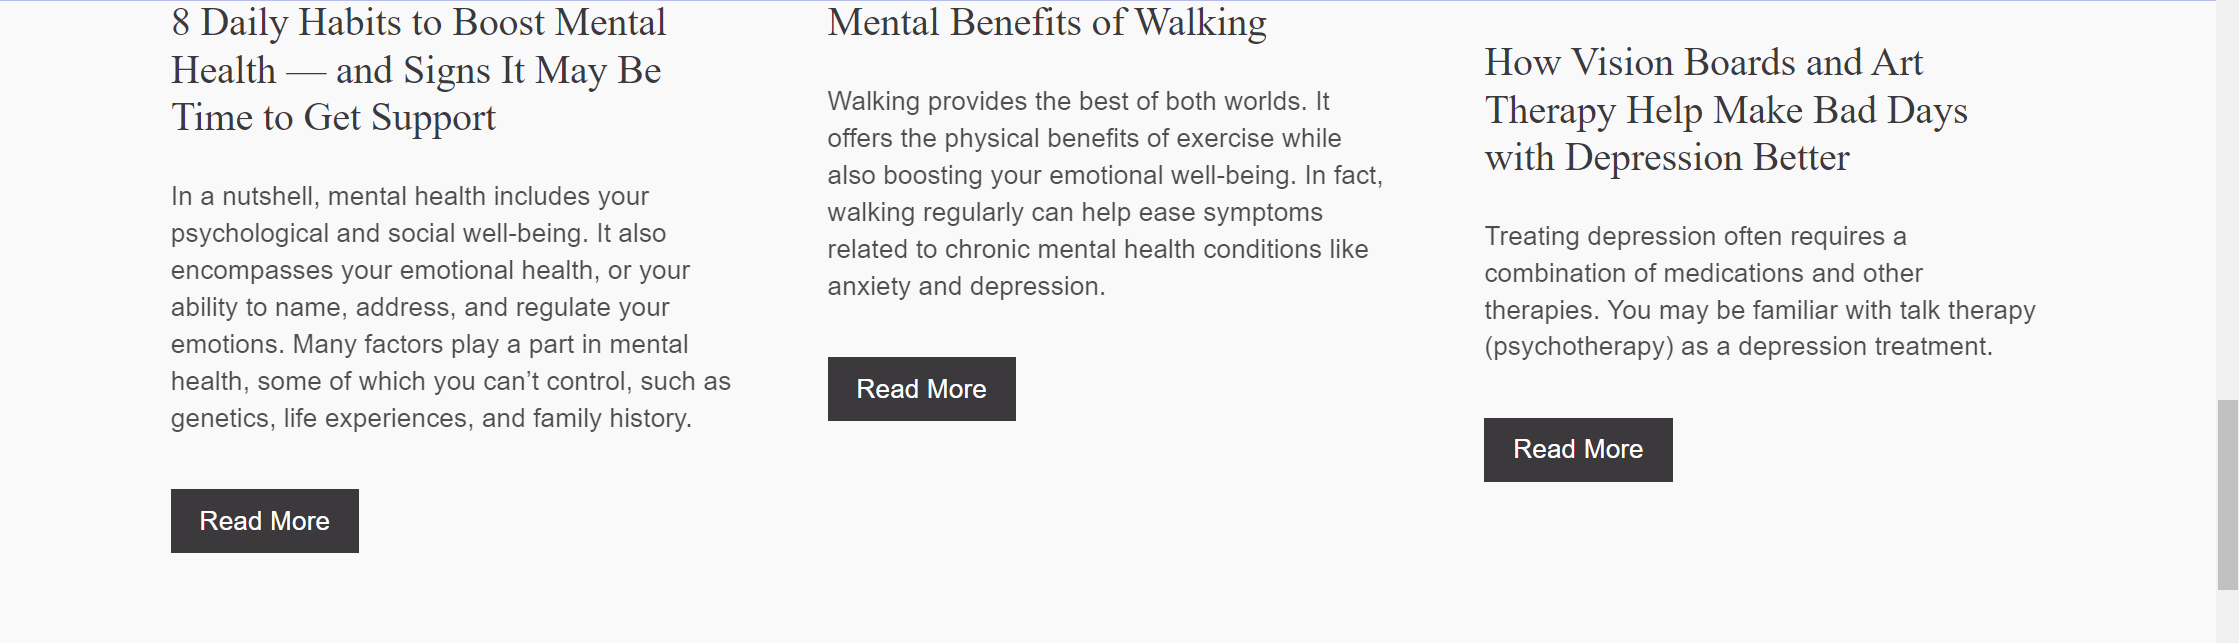 8 Daily Habits to Boost Mental
Health — and Signs It May Be
Time to Get Support
In a nutshell, mental health includes your
psychological and social well-being. It also
encompasses your emotional health, or your
ability to name, address, and regulate your
emotions. Many factors play a part in mental
health, some of which you can’t control, such as
genetics, life experiences, and family history.
Read More
Mental Benefits of Walking
Walking provides the best of both worlds. It
offers the physical benefits of exercise while
also boosting your emotional well-being. In fact,
walking regularly can help ease symptoms
related to chronic mental health conditions like
anxiety and depression.
Read More
How Vision Boards and Art
Therapy Help Make Bad Days
with Depression Better
Treating depression often requires a
combination of medications and other
therapies. You may be familiar with talk therapy
(psychotherapy) as a depression treatment.
Read More